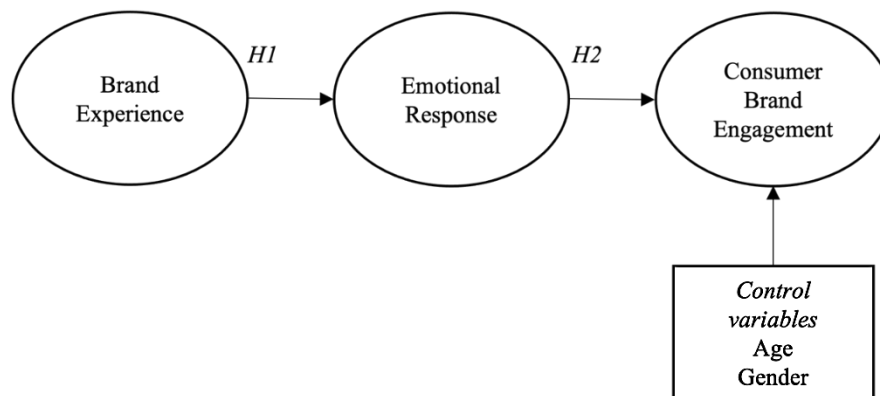 H1
H2
Brand
Experience
Emotional
Response
Consumer
Brand
Engagement
Control
variables
Age
Gender